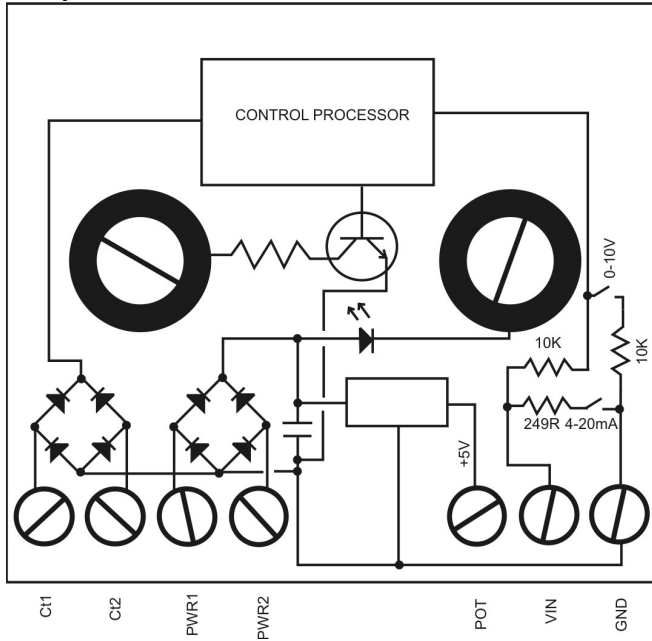 CONTROL PROCESSOR
0-10V
10K
10K
249R 4-20mA
+5V
Ct1
Ct2
PWR1
PWR2
POT
VIN
GND